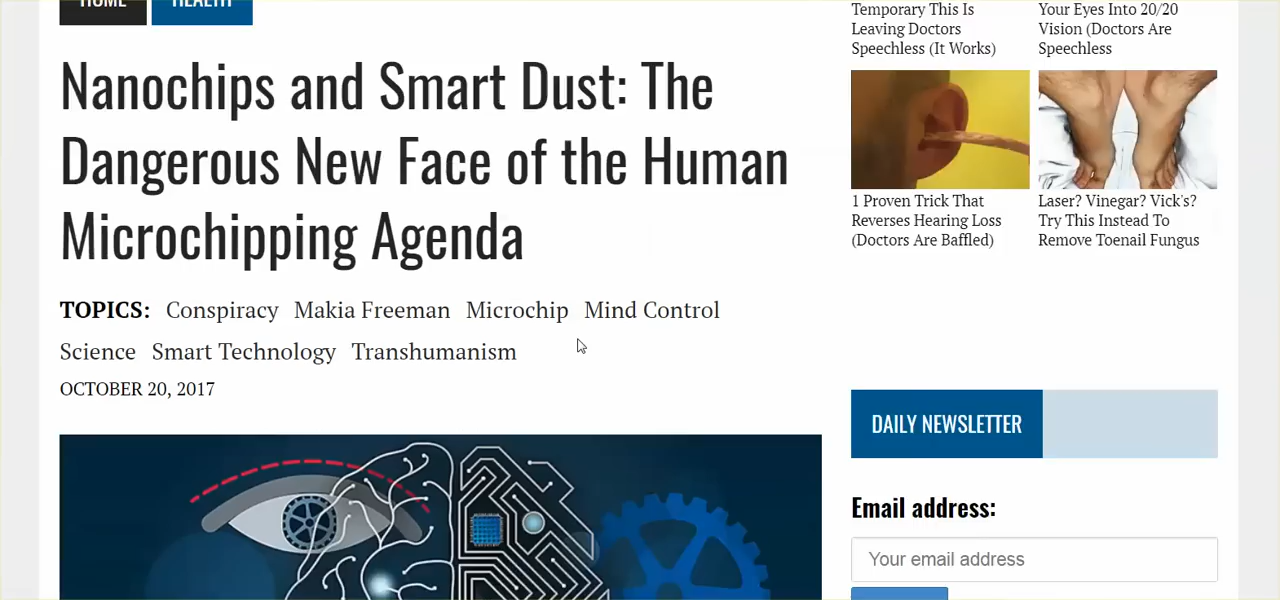 HOME HEALTH
Nanochips and Smart Dust: The
Dangerous New Face of the Human
Microchipping Agenda
TOPICS: Conspiracy Makia Freeman Microchip Mind Control
Science Smart Technology Transhumanism
OCTOBER 20, 2017
Temporary This Is
Leaving Doctors
Speechless (It Works)
Your Eyes Into 20/20
Vision (Doctors Are
Speechless
1 Proven Trick That
Reverses Hearing Loss
(Doctors Are Baffled)
Laser? Vinegar? Vick's?
Try This Instead To
Remove Toenail Fungus
DAILY NEWSLETTER
Email address:
Your email address